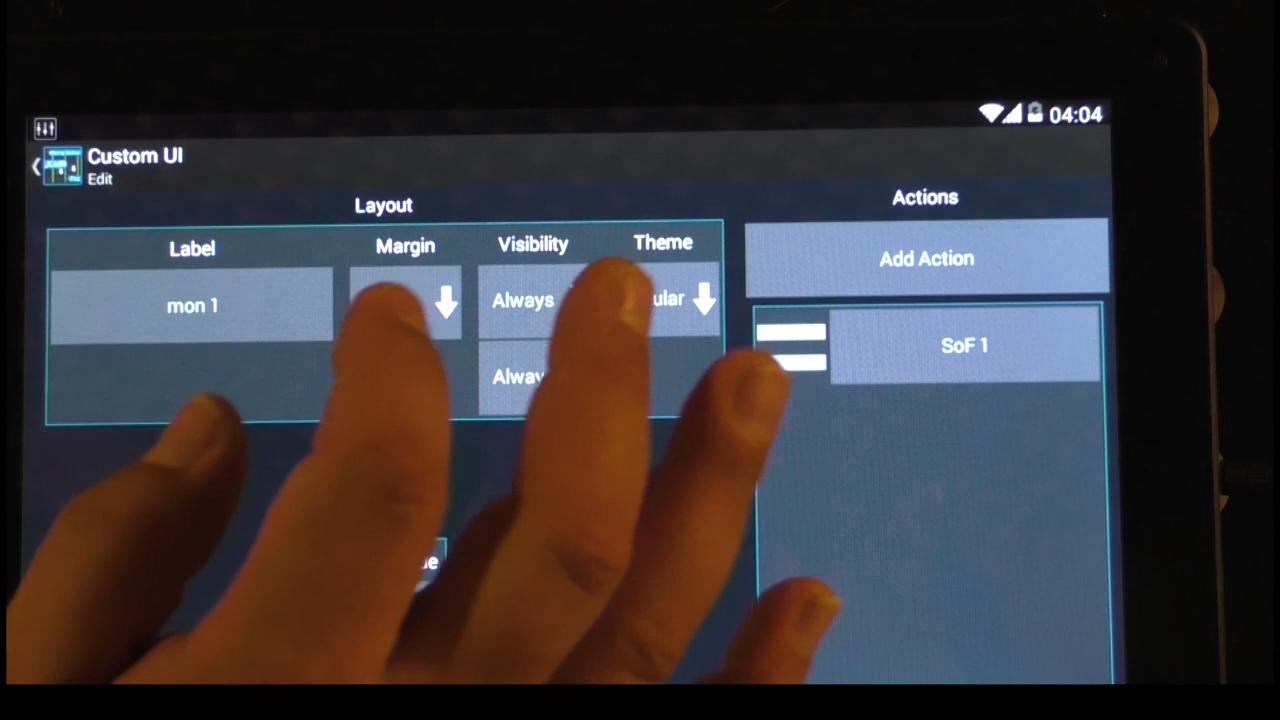 04:04
Custom UI
Edit
Layout
Actions
Label
Margin
Visibility
Theme
Add Action
mon 1
Always
SoF 1